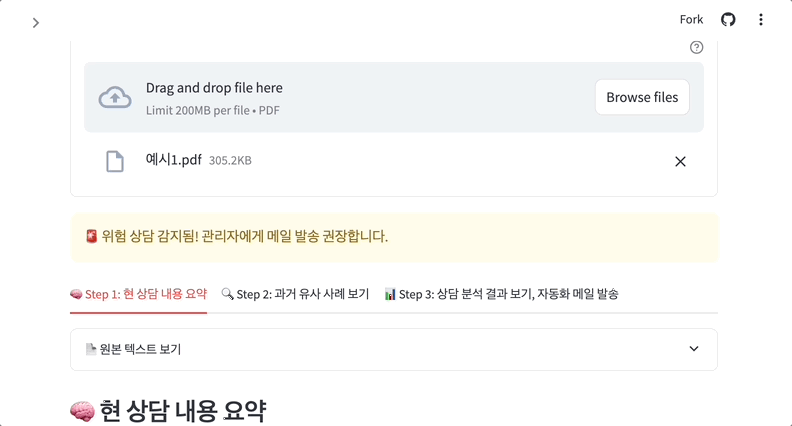 Fork
Drag and drop file here
Limit 200MB per file • PDF
Browse files
예시1.pdf 305.2KB
🚨 위험 상담 감지됨! 관리자에게 메일 발송 권장합니다.
🧠 Step 1: 현 상담 내용 요약 🔍 Step 2: 과거 유사 사례 보기 📊 Step 3: 상담 분석 결과 보기, 자동화 메일 발송
📄 원본 텍스트 보기
🧠 현 상담 내용 요약